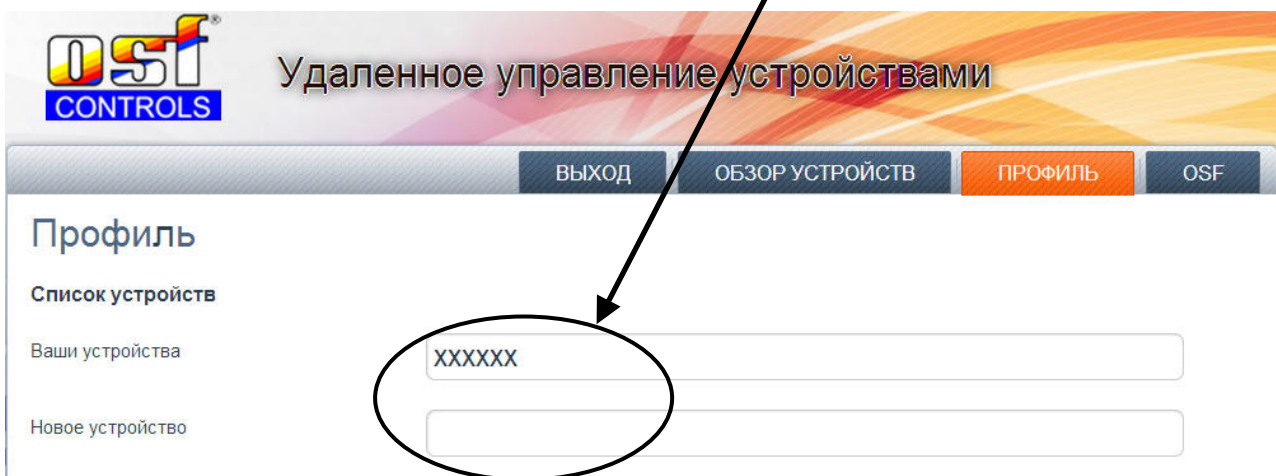 osf®
CONTROLS
Удаленное управление устройствами
ВЫХОД ОБЗОР УСТРОЙСТВ ПРОФИЛЬ OSF
Профиль
Список устройств
Ваши устройства XXXXXX
Новое устройство